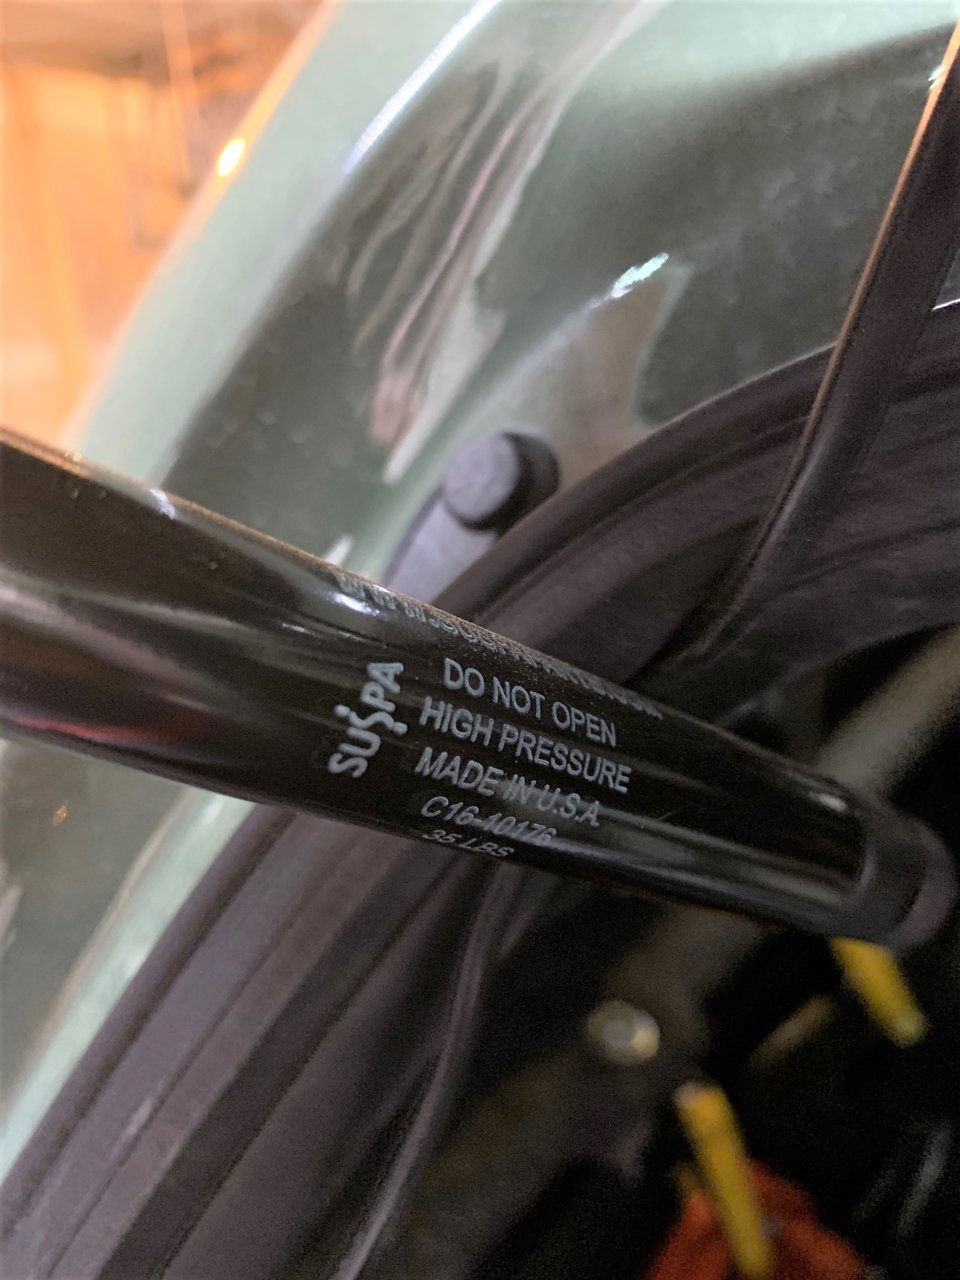 SUSPA
DO NOT OPEN
HIGH PRESSURE
MADE IN U.S.A.
C16-10176
35 LBS